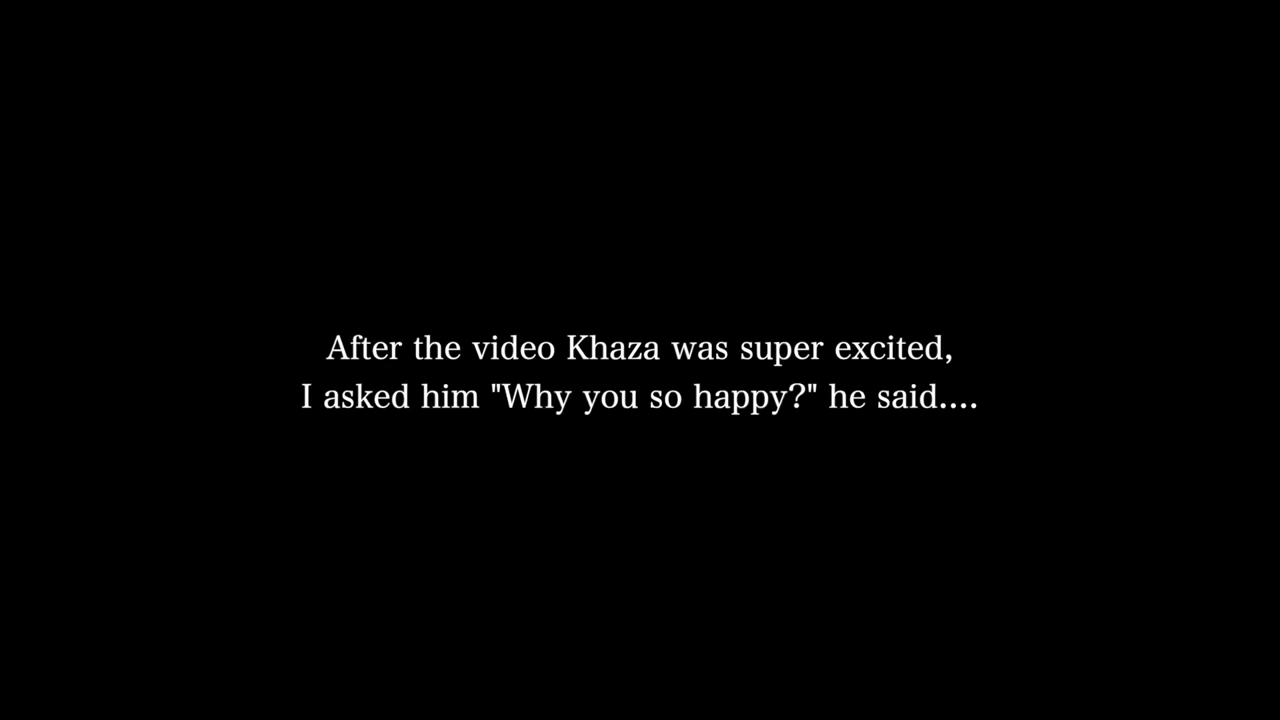 After the video Khaza was super excited,
I asked him "Why you so happy?" he said....